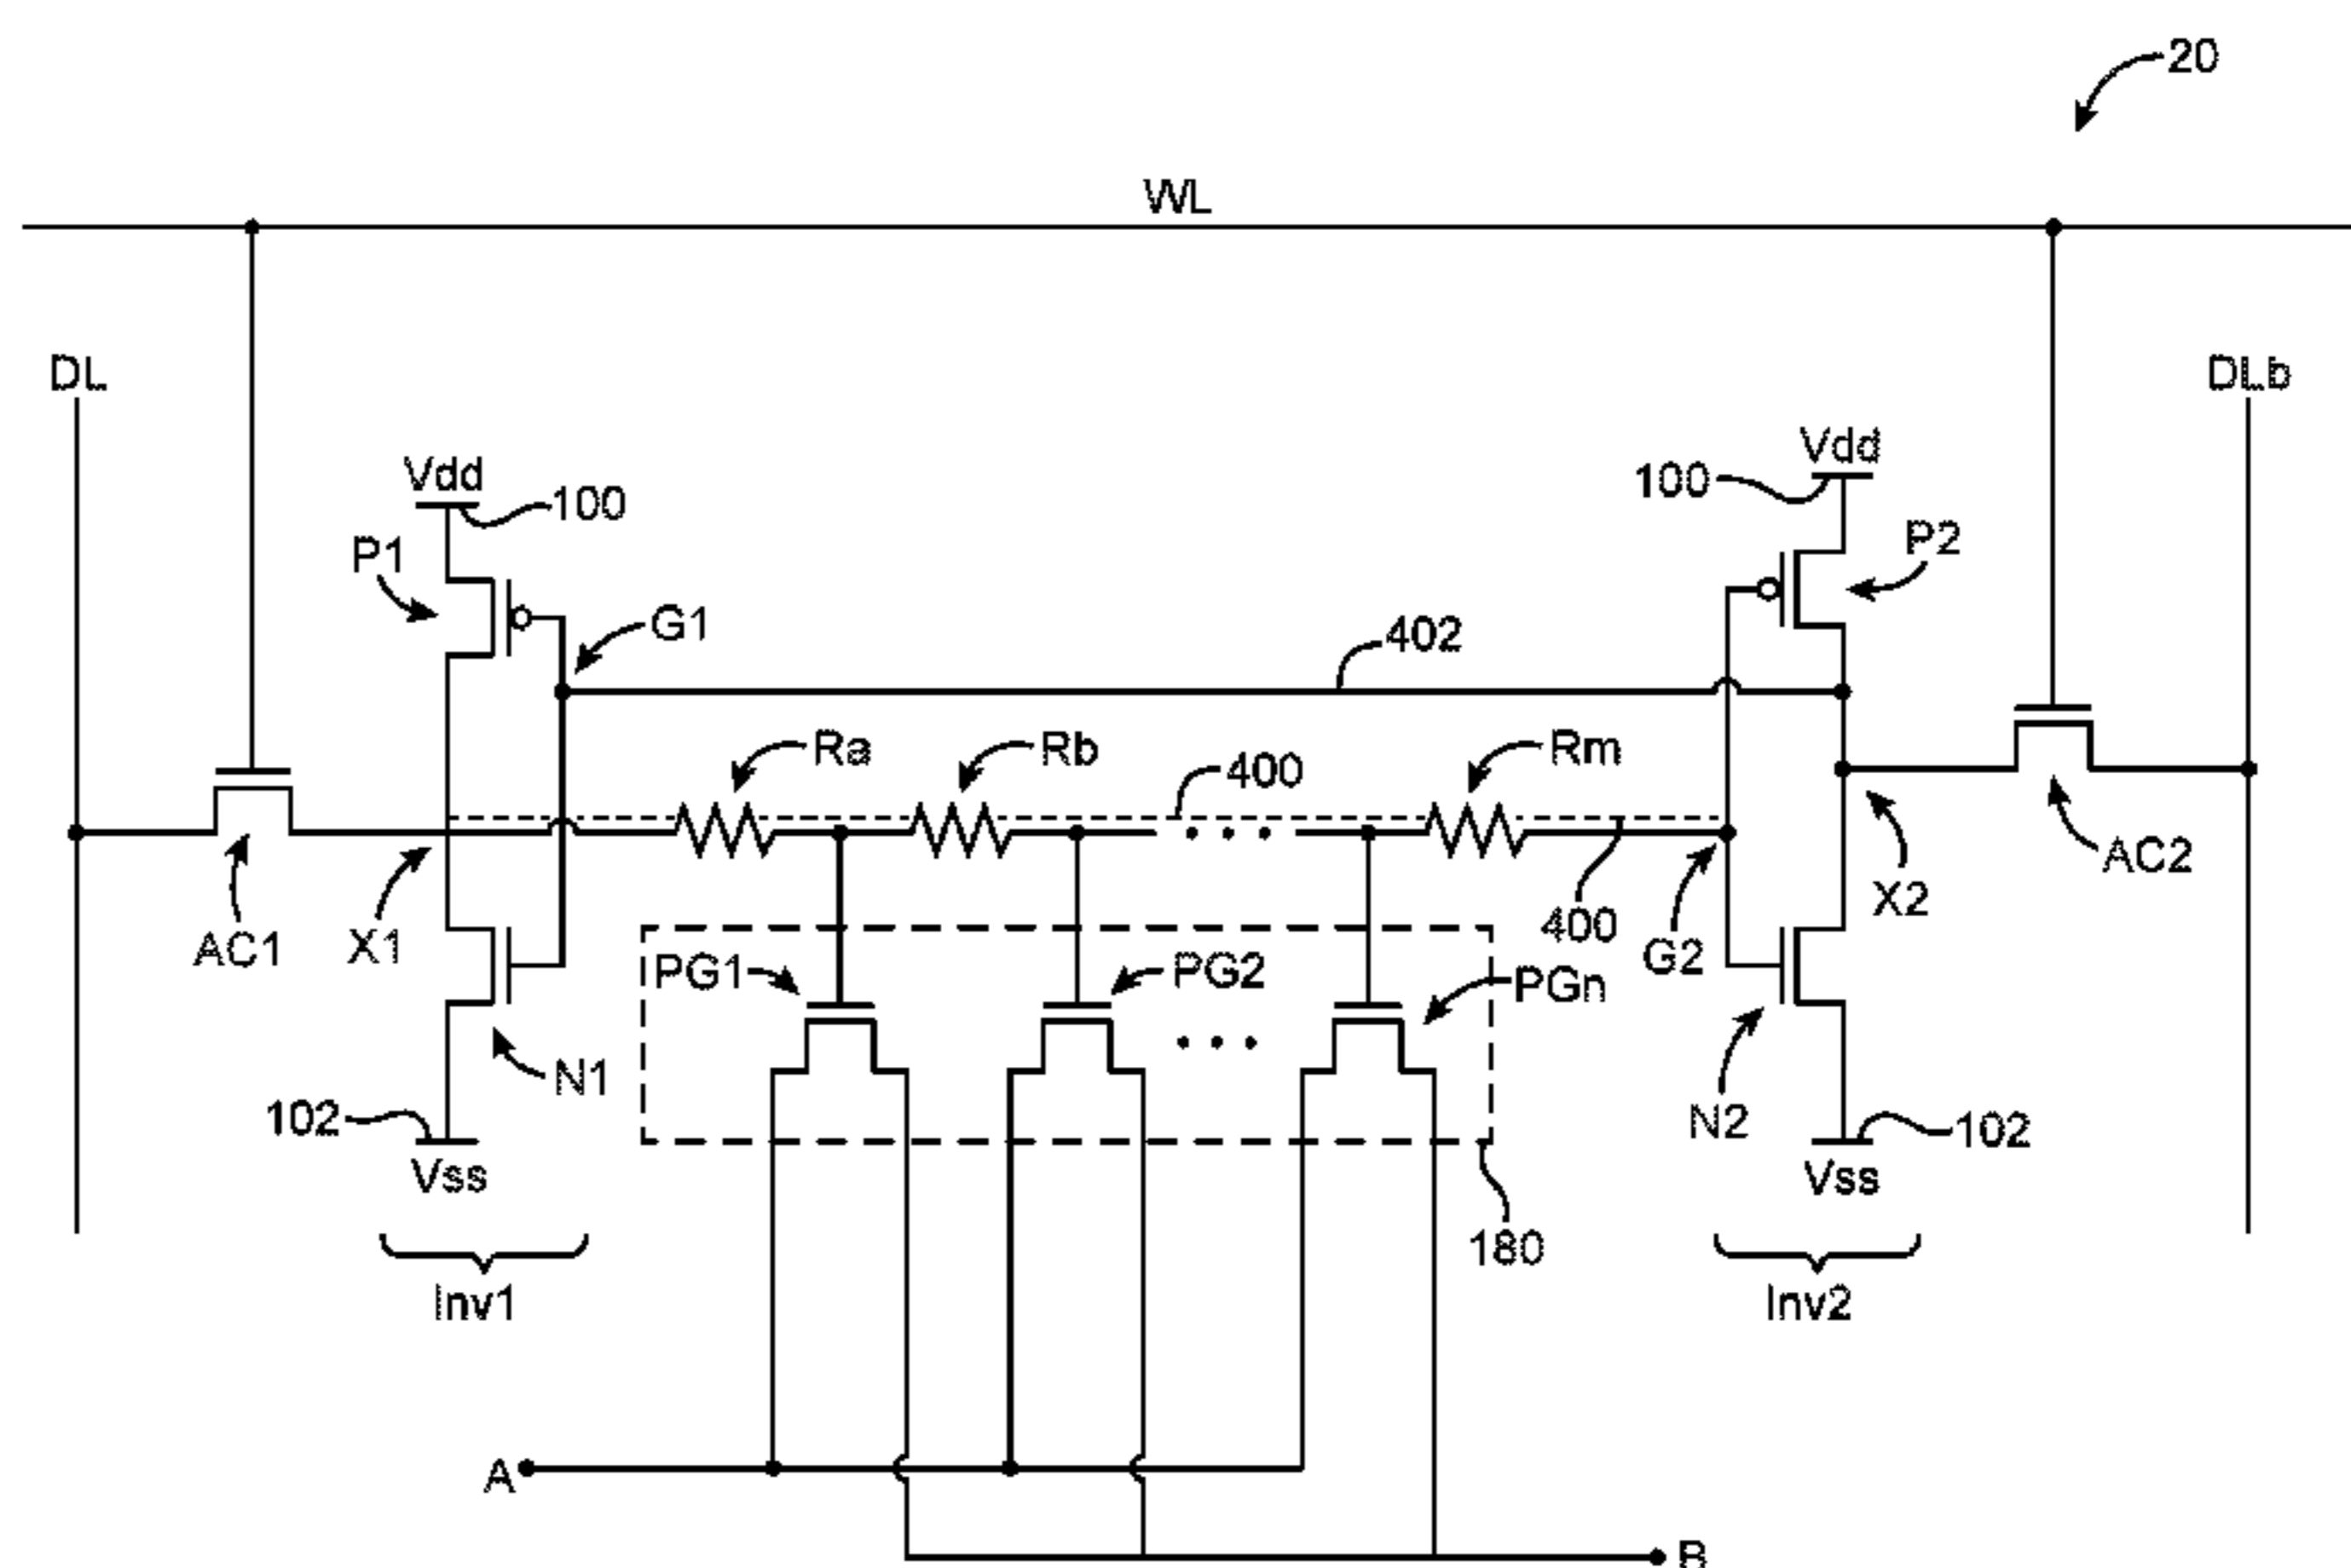 20
WL
DL
DLb
Vdd
100
Vdd
100
P1
P2
G1
402
Ra
Rb
400
Rm
AC1
X1
400
G2
X2
AC2
PG1
PG2
PGn
N1
N2
102
Vss
102
Vss
180
Inv1
Inv2
A
B